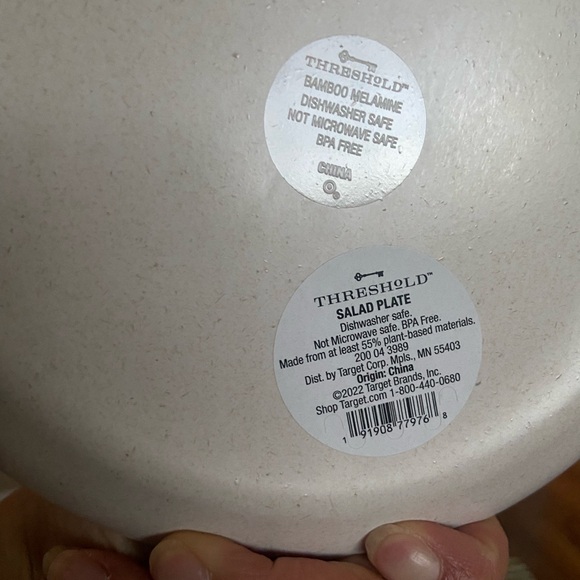 THRESHOLD™
BAMBOO MELAMINE
DISHWASHER SAFE
NOT MICROWAVE SAFE
BPA FREE
CHINA
THRESHOLD™
SALAD PLATE
Dishwasher safe.
Not Microwave safe. BPA Free.
Made from at least 55% plant-based materials.
200 04 3989
Dist. by Target Corp. Mpls., MN 55403
Origin: China
©2022 Target Brands, Inc.
Shop Target.com 1-800-440-0680
1 91908 77976 8